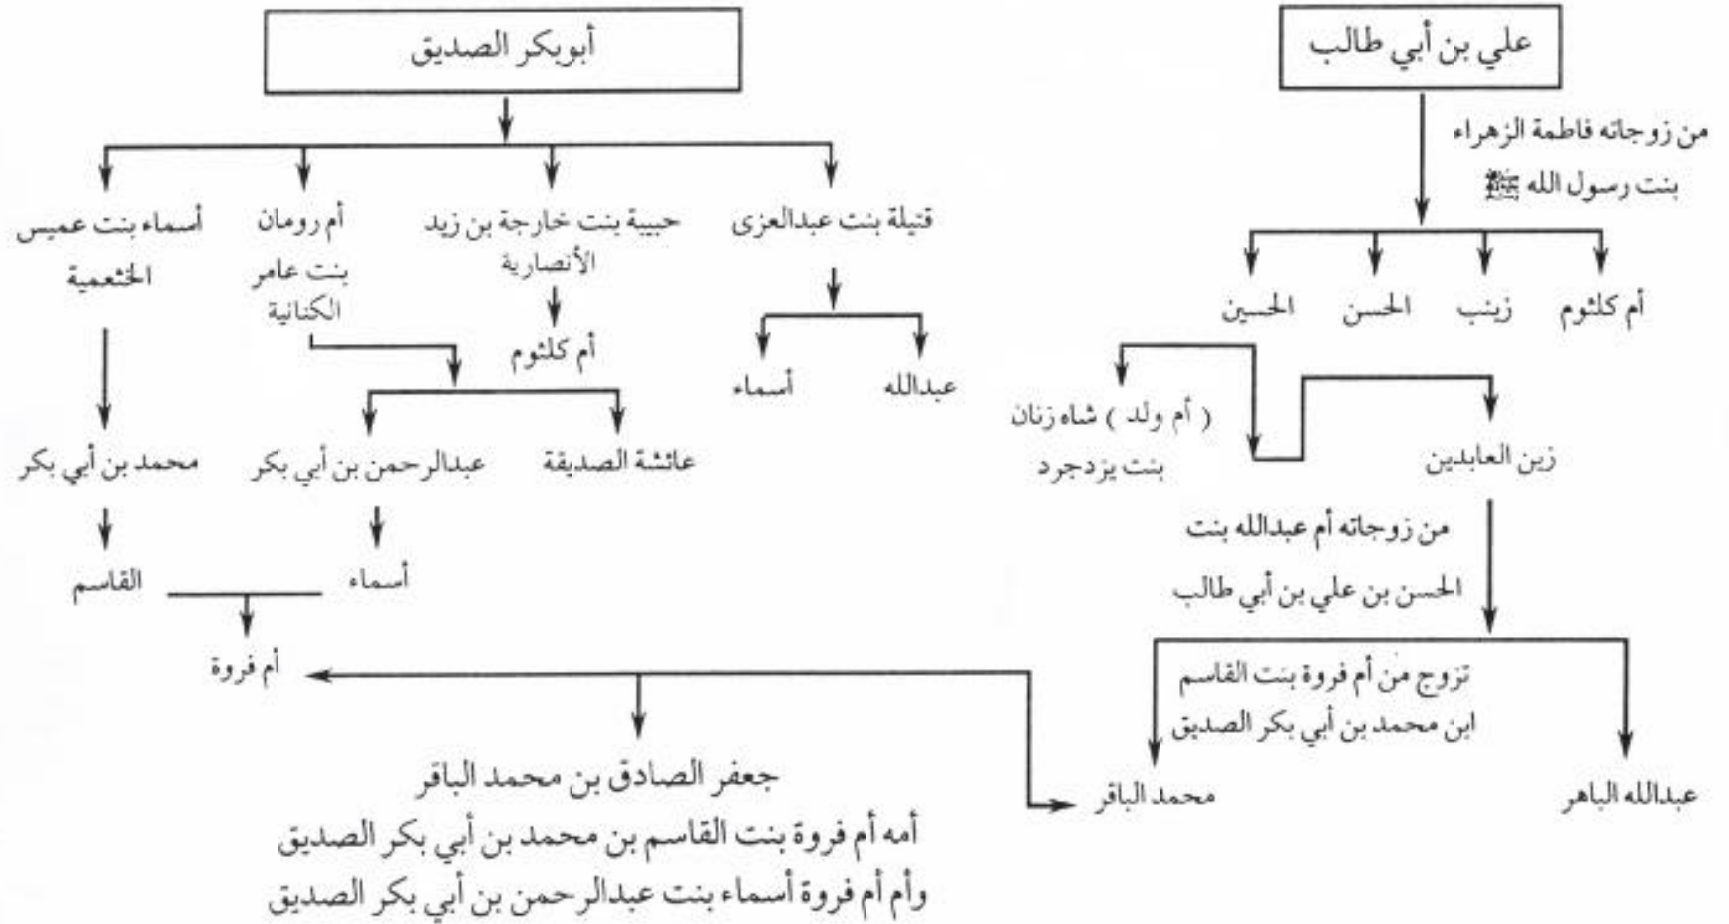 علي بن أبي طالب
من زوجاته فاطمة الزهراء
بنت رسول الله ﷺ
أم كلثوم
زينب
الحسن
الحسين
( أم ولد ) شاه زنان
بنت يزدجرد
زين العابدين
من زوجاته أم عبدالله بنت
الحسن بن علي بن أبي طالب
تزوج من أم فروة بنت القاسم
ابن محمد بن أبي بكر الصديق
عبدالله الباهر
محمد الباقر
أبوبكر الصديق
قتيلة بنت عبدالعزى
حبيبة بنت خارجة بن زيد
الأنصارية
أم رومان
بنت عامر
الكنانية
أسماء بنت عميس
الخثعمية
عبدالله
أسماء
أم كلثوم
عائشة الصديقة
عبدالرحمن بن أبي بكر
محمد بن أبي بكر
أسماء
القاسم
أم فروة
جعفر الصادق بن محمد الباقر
أمه أم فروة بنت القاسم بن محمد بن أبي بكر الصديق
وأم أم فروة أسماء بنت عبدالرحمن بن أبي بكر الصديق